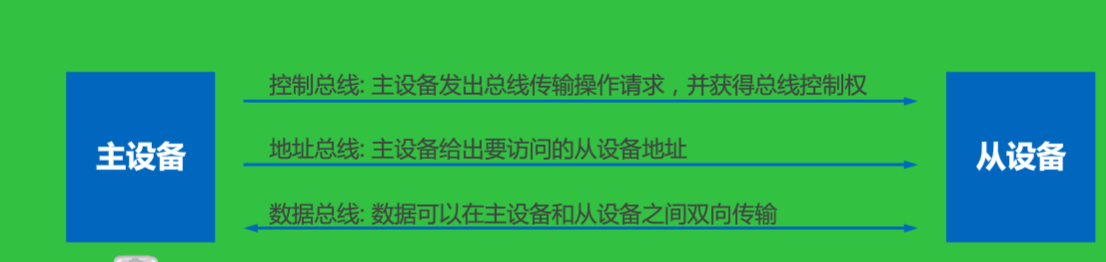 控制总线: 主设备发出总线传输操作请求，并获得总线控制权
主设备
地址总线: 主设备给出要访问的从设备地址
从设备
数据总线: 数据可以在主设备和从设备之间双向传输